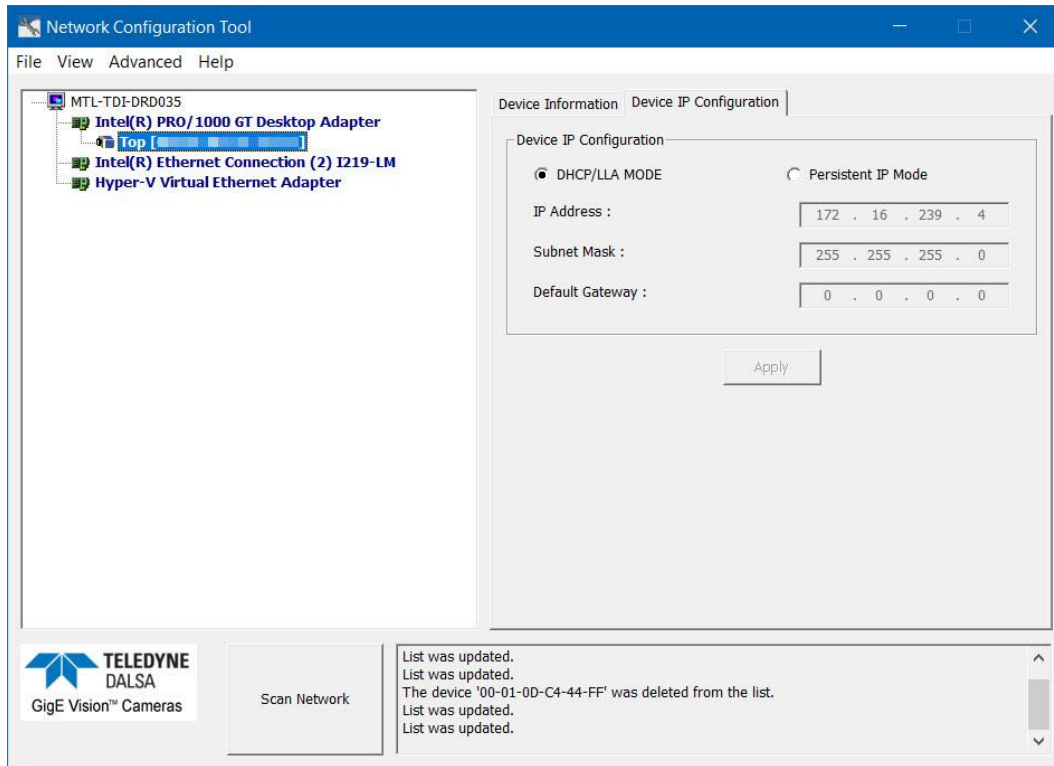 Network Configuration Tool
File View Advanced Help
MTL-TDI-DRD035
Intel(R) PRO/1000 GT Desktop Adapter
Top [ ]
Intel(R) Ethernet Connection (2) I219-LM
Hyper-V Virtual Ethernet Adapter
Device Information Device IP Configuration
Device IP Configuration
DHCP/LLA MODE Persistent IP Mode
IP Address : 172 . 16 . 239 . 4
Subnet Mask : 255 . 255 . 255 . 0
Default Gateway : 0 . 0 . 0 . 0
Apply
TELEDYNE
DALSA
GigE Vision™ Cameras
Scan Network
List was updated.
List was updated.
The device '00-01-0D-C4-44-FF' was deleted from the list.
List was updated.
List was updated.